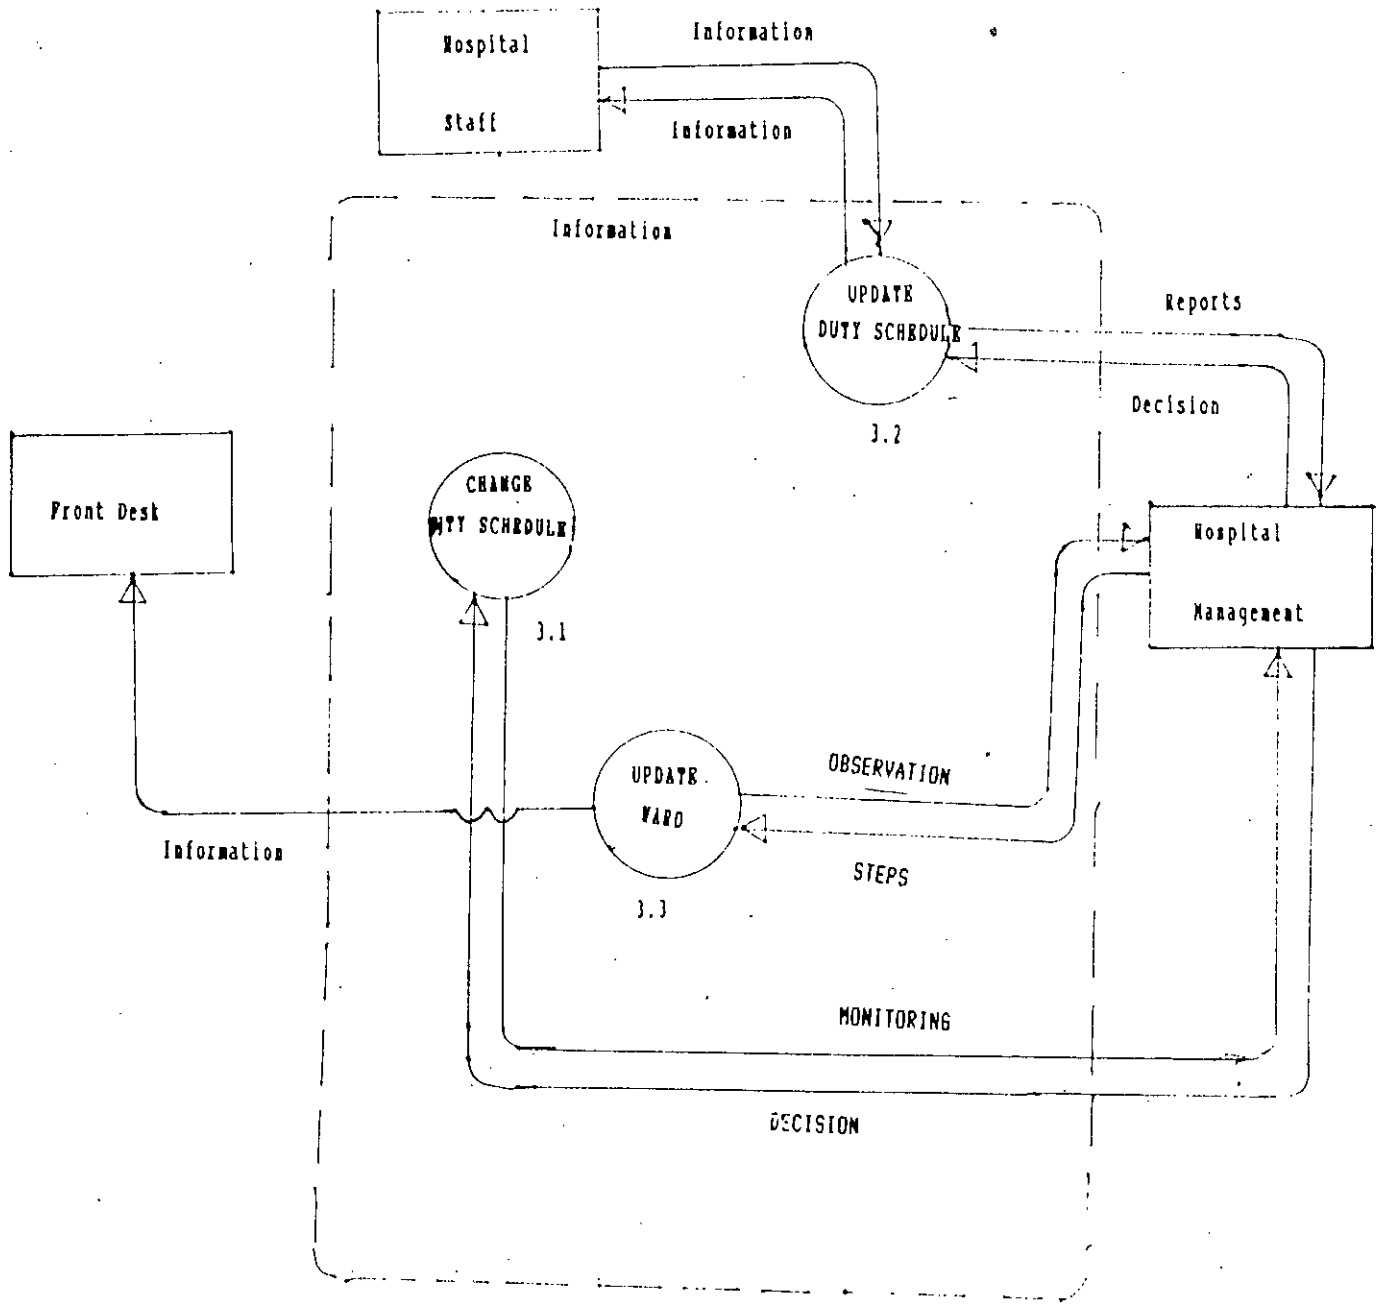 Hospital
Staff
Information
Information
Information
UPDATE
DUTY SCHEDULE
3.2
Reports
Decision
Front Desk
CHANGE
DUTY SCHEDULE
3.1
Hospital
Management
UPDATE
WARD
3.3
OBSERVATION
STEPS
Information
MONITORING
DECISION